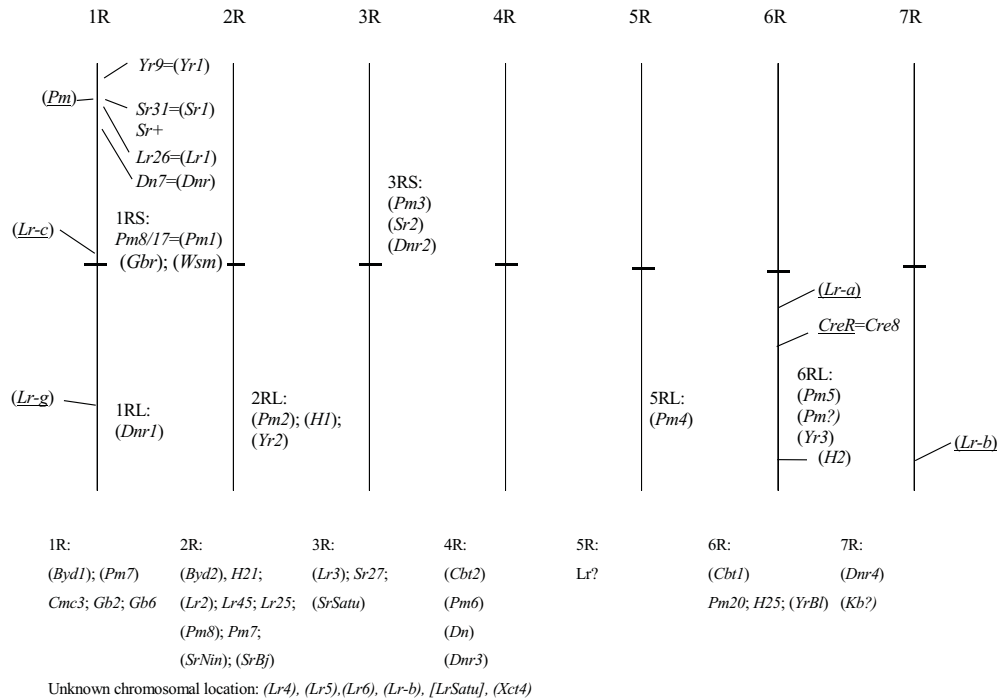 1R 2R 3R 4R 5R 6R 7R
Yr9=(Yr1)
(Pm)
Sr31=(Sr1)
Sr+
Lr26=(Lr1)
Dn7=(Dnr)
1RS:
Pm8/17=(Pm1)
(Gbr); (Wsm)
(Lr-c)
3RS:
(Pm3)
(Sr2)
(Dnr2)
(Lr-a)
CreR=Cre8
(Lr-g)
1RL:
(Dnr1)
2RL:
(Pm2); (H1);
(Yr2)
5RL:
(Pm4)
6RL:
(Pm5)
(Pm?)
(Yr3)
(H2)
(Lr-b)
1R:
(Byd1); (Pm7)
Cmc3; Gb2; Gb6
2R:
(Byd2), H21;
(Lr2); Lr45; Lr25;
(Pm8); Pm7;
(SrNin); (SrBj)
3R:
(Lr3); Sr27;
(SrSatu)
4R:
(Cbt2)
(Pm6)
(Dn)
(Dnr3)
5R:
Lr?
6R:
(Cbt1)
Pm20; H25; (YrBl)
7R:
(Dnr4)
(Kb?)
Unknown chromosomal location: (Lr4), (Lr5),(Lr6), (Lr-b), [LrSatu], (Xct4)